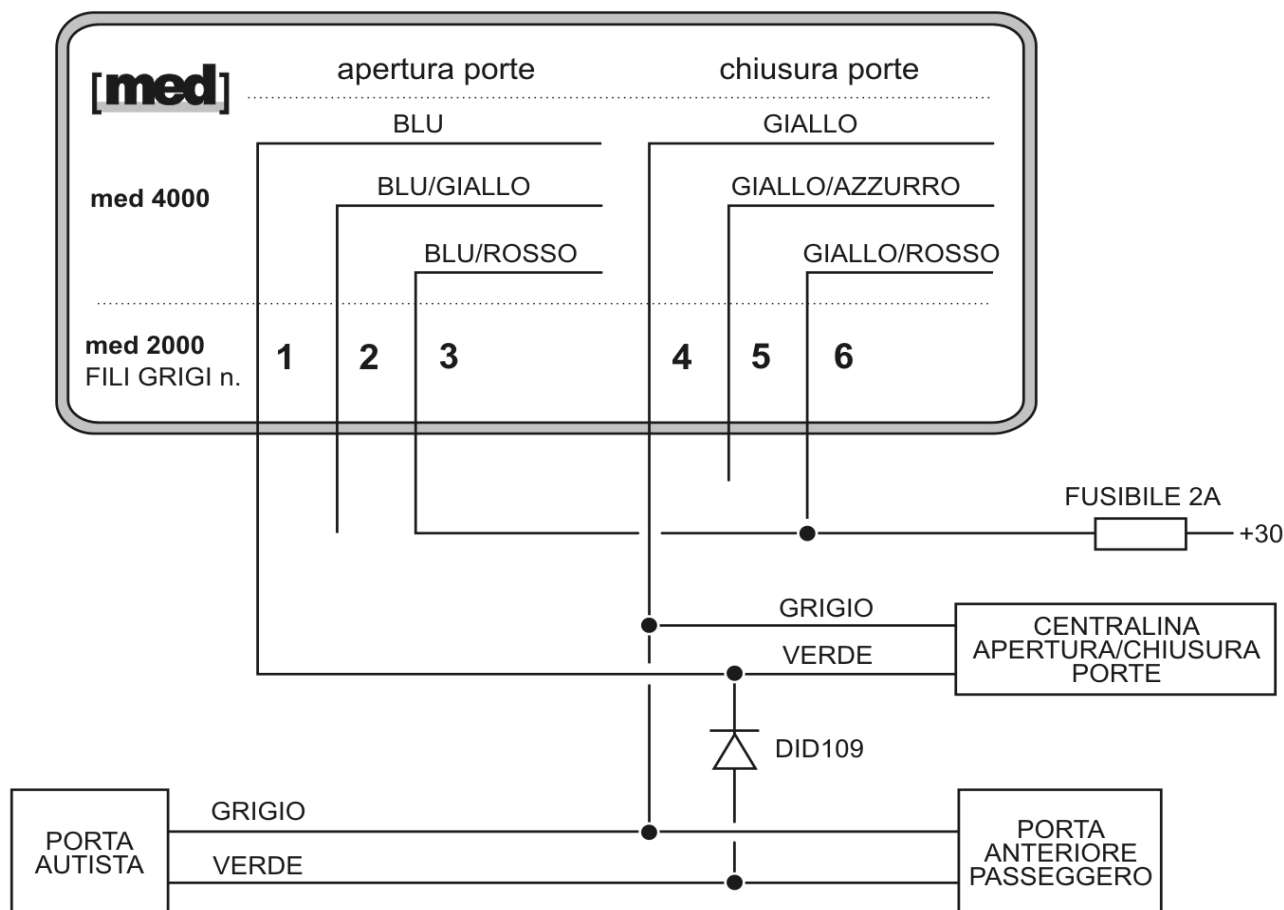 [med]
apertura porte
chiusura porte
BLU
GIALLO
med 4000
BLU/GIALLO
GIALLO/AZZURRO
BLU/ROSSO
GIALLO/ROSSO
med 2000
FILI GRIGI n.
1
2
3
4
5
6
FUSIBILE 2A
+30
GRIGIO
VERDE
CENTRALINA
APERTURA/CHIUSURA
PORTE
DID109
PORTA
AUTISTA
GRIGIO
VERDE
PORTA
ANTERIORE
PASSEGGERO